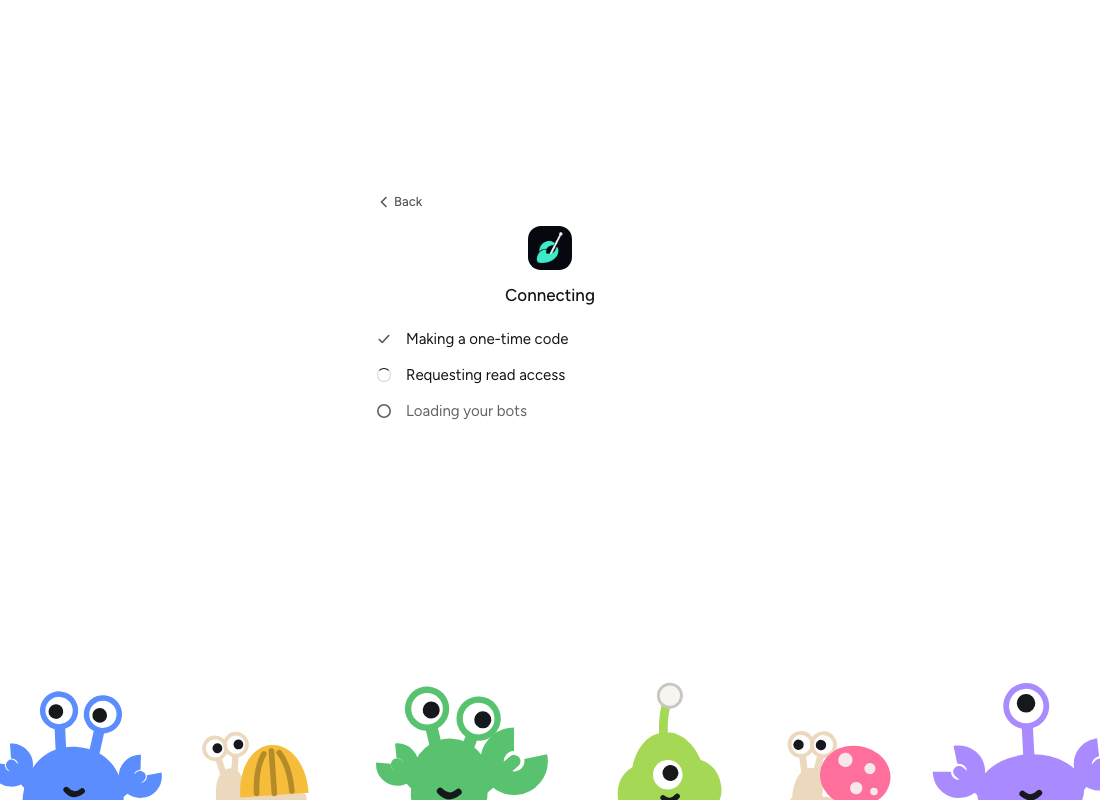 Back
Connecting
Making a one-time code
Requesting read access
Loading your bots